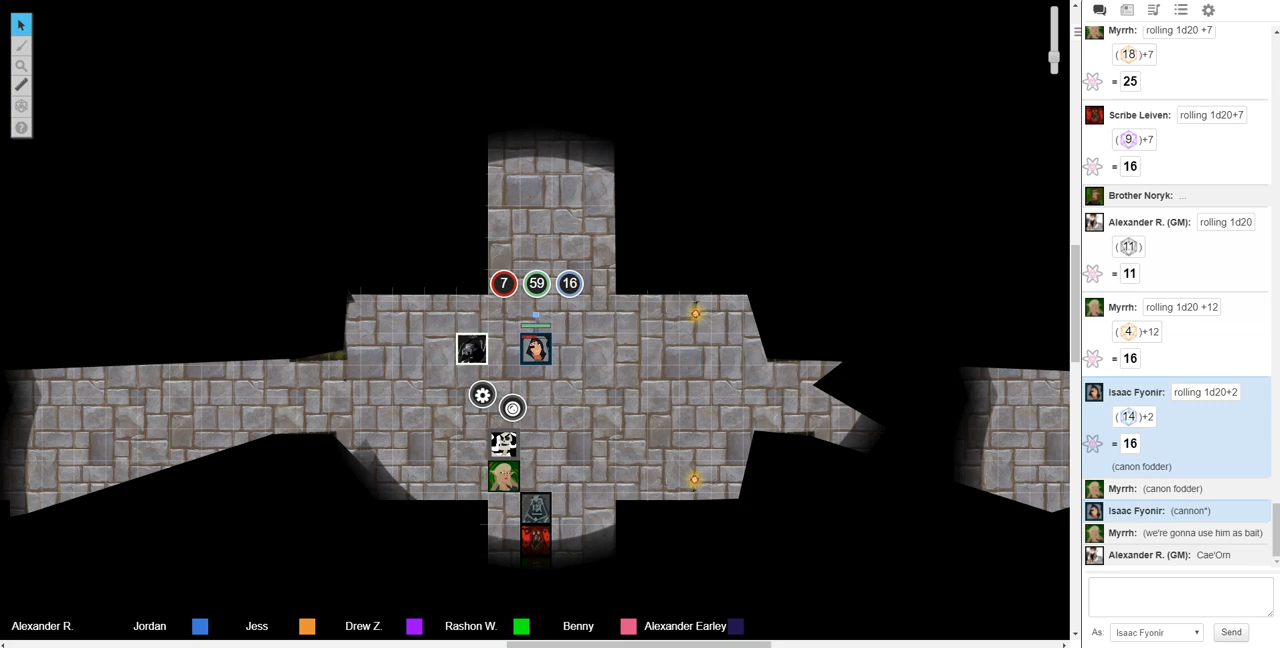 Myrrh: rolling 1d20 +7
(18)+7
= 25
Scribe Leiven: rolling 1d20+7
(9)+7
= 16
Brother Noryk: ...
Alexander R. (GM): rolling 1d20
(11)
= 11
Myrrh: rolling 1d20 +12
(4)+12
= 16
Isaac Fyonir: rolling 1d20+2
(14)+2
= 16
(canon fodder)
Myrrh: (canon fodder)
Isaac Fyonir: (cannon*)
Myrrh: (we're gonna use him as bait)
Alexander R. (GM): Cae'Orn
As: Isaac Fyonir Send
7 59 16
Alexander R. Jordan Jess Drew Z. Rashon W. Benny Alexander Earley